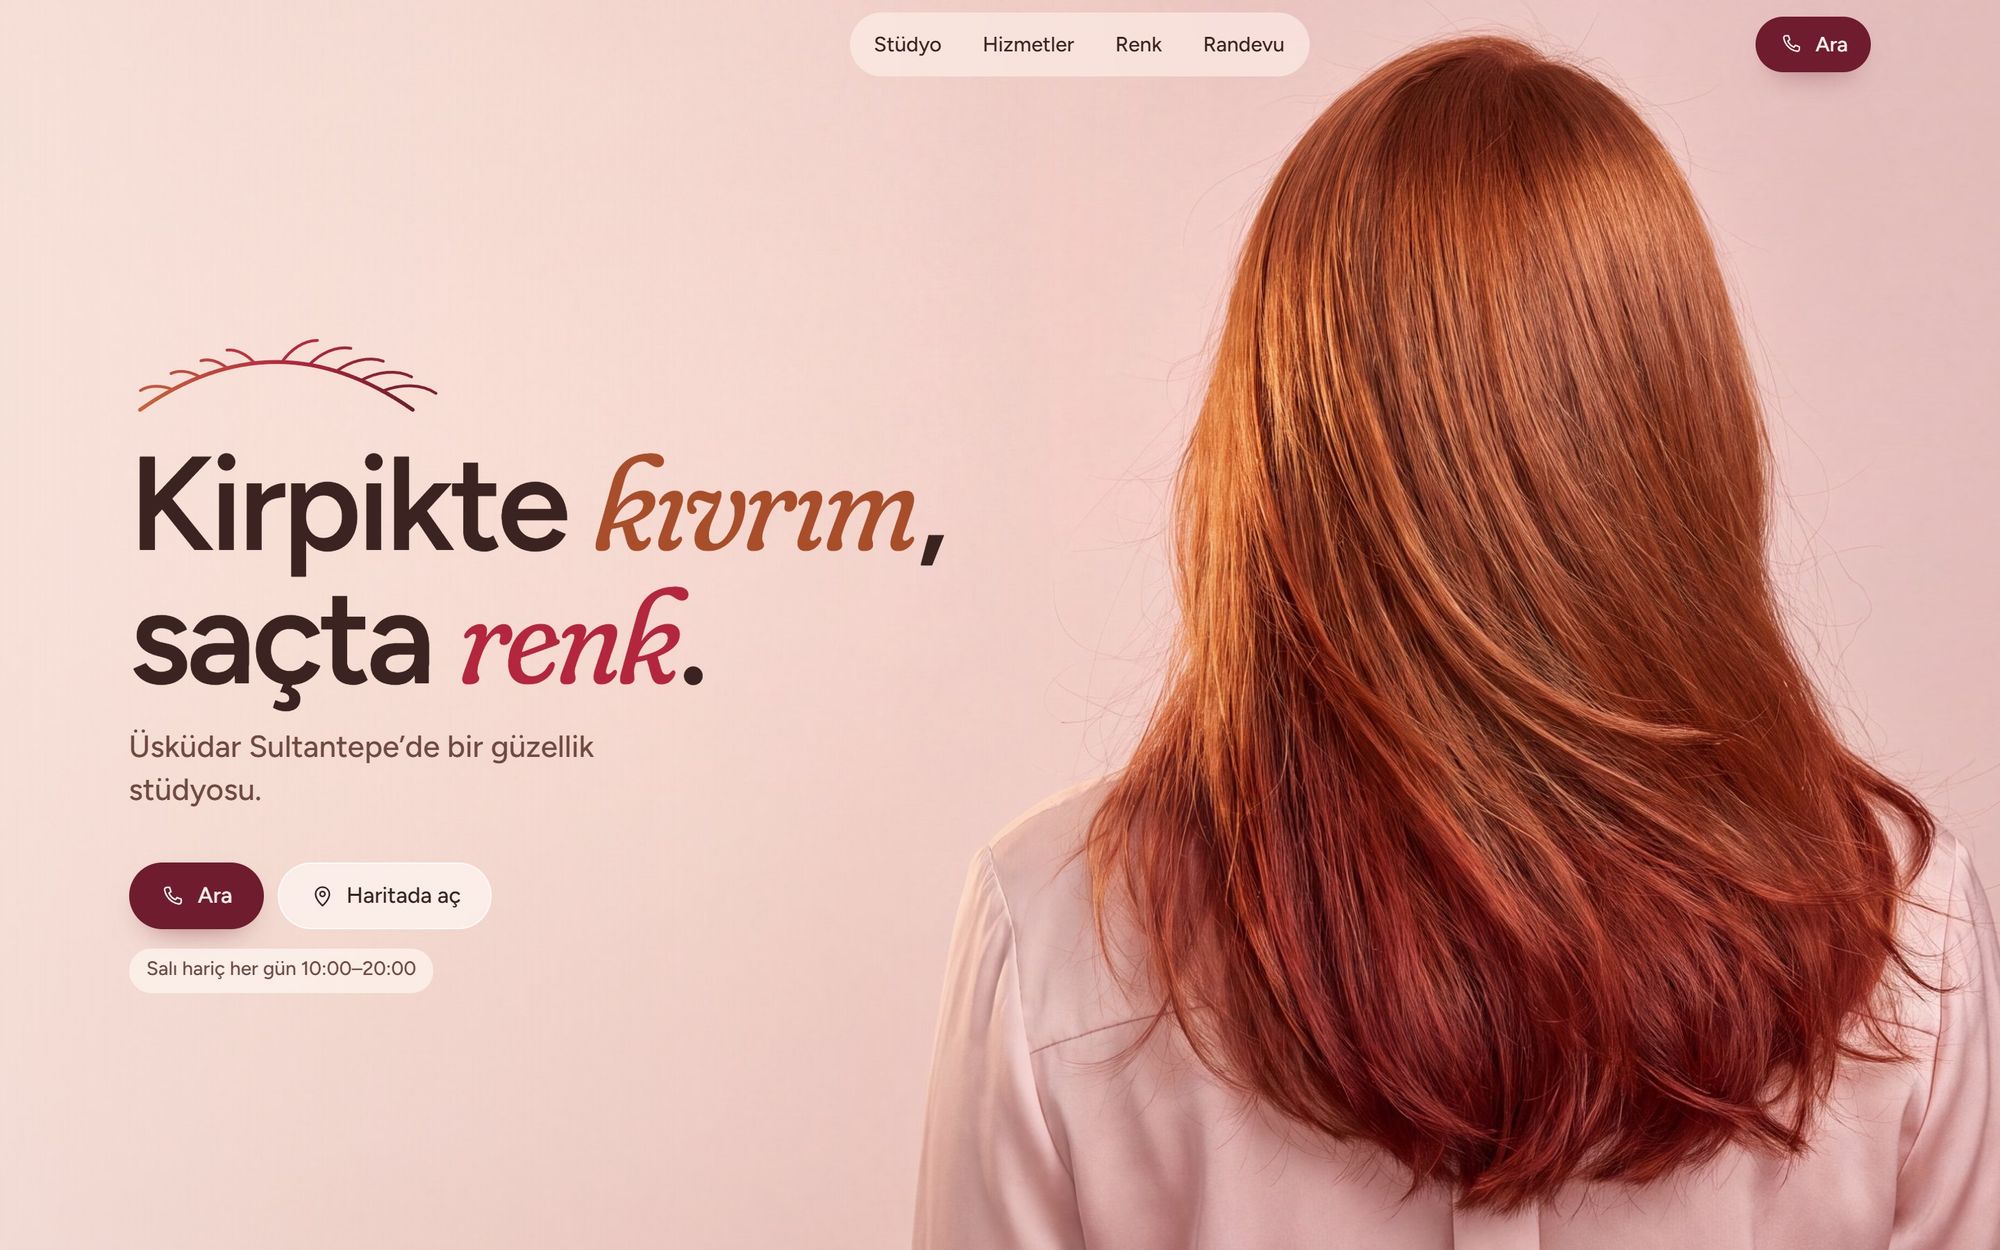 Stüdyo Hizmetler Renk Randevu
Ara
Kirpikte kıvrım,
saçta renk.
Üsküdar Sultantepe’de bir güzellik
stüdyosu.
Ara
Haritada aç
Salı hariç her gün 10:00–20:00